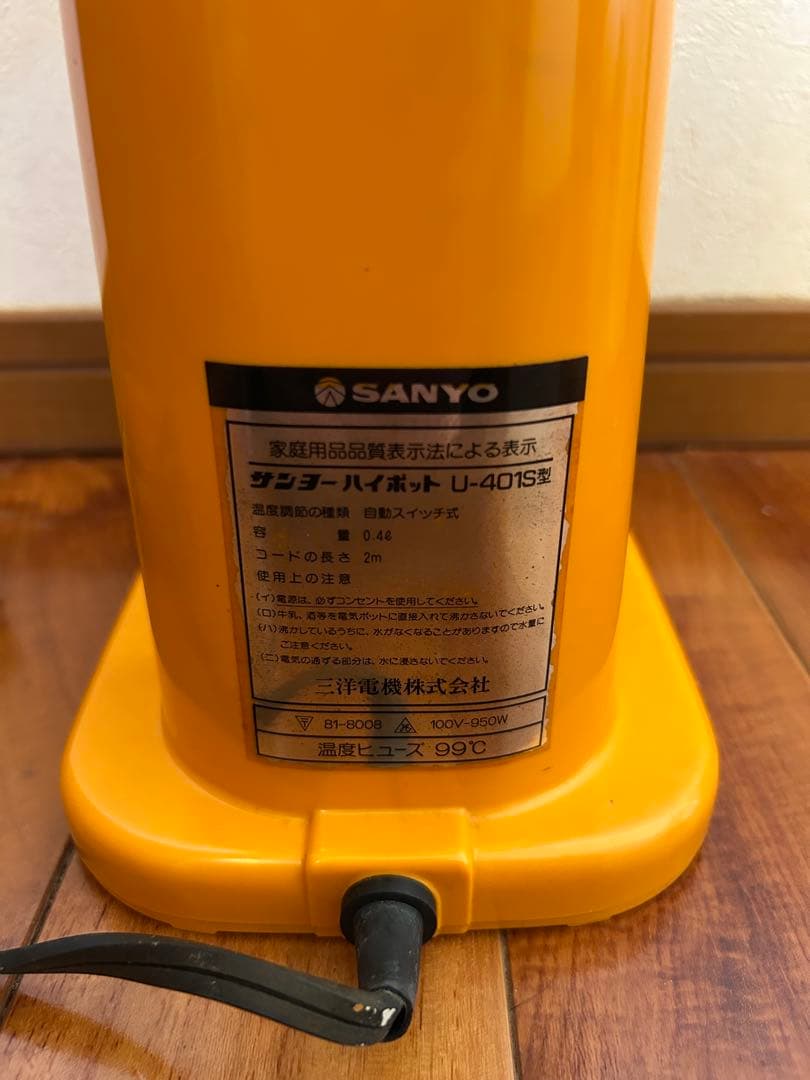 SANYO
家庭用品品質表示法による表示
サンヨーハイポット U-401S型
温度調節の種類 自動スイッチ式
容量 0.4ℓ
コードの長さ 2m
使用上の注意
(イ)電源は、必ずコンセントを使用してください。
(ロ)牛乳、酒等を電気ポットに直接入れて沸かさないでください。
(ハ)沸かしているうちに、水がなくなることがありますので水量に
ご注意ください。
(ニ)電気の通ずる部分は、水に浸さないでください。
三洋電機株式会社
〒 81-8008 100V-950W
温度ヒューズ 99℃